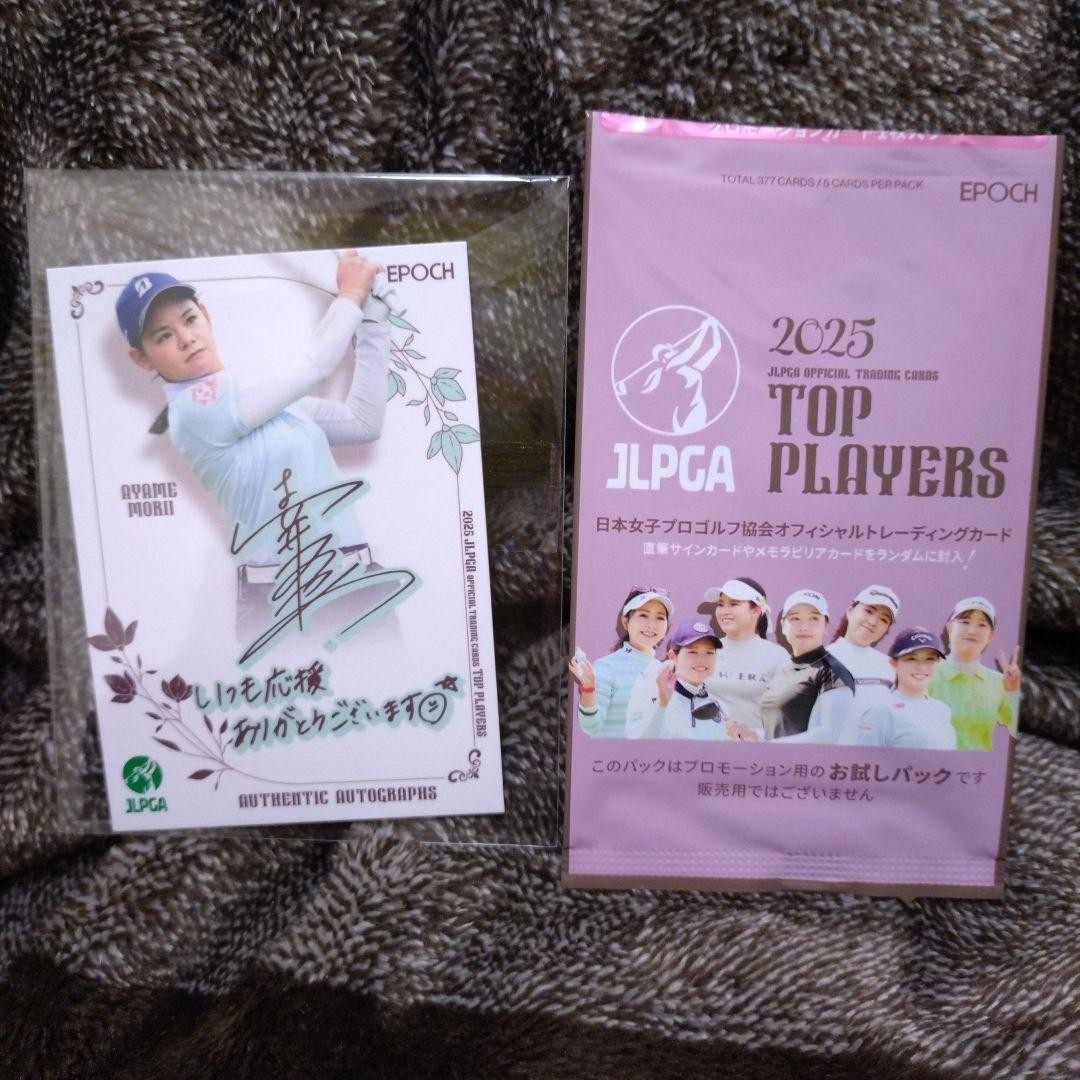 EPOCH
AYAME
MORII
2025 JLPGA OFFICIAL TRADING CARDS TOP PLAYERS
いつも応援
ありがとうございます
JLPGA
AUTHENTIC AUTOGRAPHS
TOTAL 377 CARDS / 5 CARDS PER PACK
EPOCH
2025
JLPGA OFFICIAL TRADING CARDS
TOP
PLAYERS
JLPGA
日本女子プロゴルフ協会オフィシャルトレーディングカード
直筆サインカードやメモラビリアカードをランダムに封入!
このパックはプロモーション用のお試しパックです
販売用ではございません